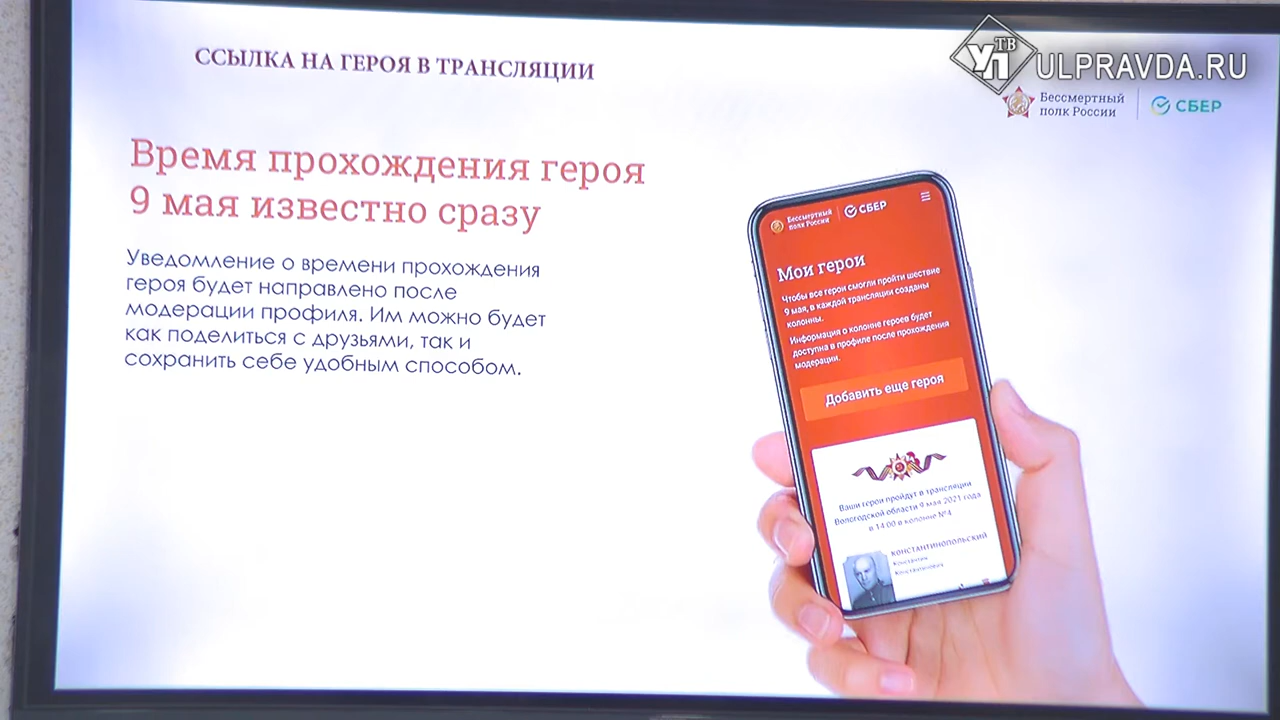 ССЫЛКА НА ГЕРОЯ В ТРАНСЛЯЦИИ
УП ТВ ULPRAVDA.RU
Бессмертный
полк России
СБЕР
Время прохождения героя
9 мая известно сразу
Уведомление о времени прохождения
героя будет направлено после
модерации профиля. Им можно будет
как поделиться с друзьями, так и
сохранить себе удобным способом.
Бессмертный
полк России
СБЕР
Мои герои
Чтобы все герои смогли пройти шествие
9 мая, в каждой трансляции созданы
колонны.
Информация о колонне героев будет
доступна в профиле после прохождения
модерации.
Добавить еще героя
Ваши герои пройдут в трансляции
Вологодской области 9 мая 2021 года
в 14:00 в колонне №4
КОНСТАНТИНОПОЛЬСКИЙ
Константин
Константинович